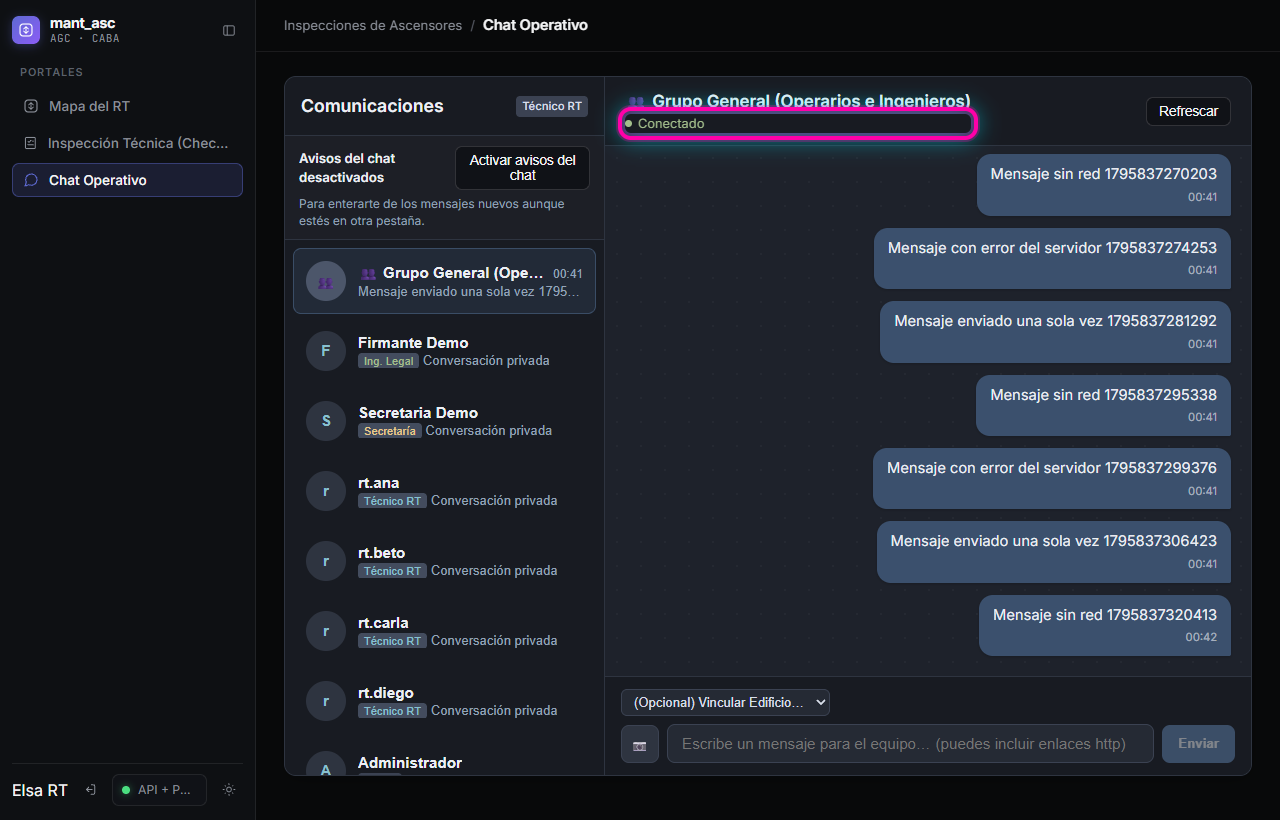 mant_asc
AGC · CABA
PORTALES
Mapa del RT
Inspección Técnica (Chec...
Chat Operativo
Elsa RT
API + P...
Inspecciones de Ascensores / Chat Operativo
Comunicaciones
Técnico RT
Avisos del chat desactivados
Activar avisos del chat
Para enterarte de los mensajes nuevos aunque
estés en otra pestaña.
Grupo General (Ope... 00:41
Mensaje enviado una sola vez 1795...
F
Firmante Demo
Ing. Legal Conversación privada
S
Secretaria Demo
Secretaría Conversación privada
r
rt.ana
Técnico RT Conversación privada
r
rt.beto
Técnico RT Conversación privada
r
rt.carla
Técnico RT Conversación privada
r
rt.diego
Técnico RT Conversación privada
A
Administrador
Grupo General (Operarios e Ingenieros)
Conectado
Refrescar
Mensaje sin red 1795837270203
00:41
Mensaje con error del servidor 1795837274253
00:41
Mensaje enviado una sola vez 1795837281292
00:41
Mensaje sin red 1795837295338
00:41
Mensaje con error del servidor 1795837299376
00:41
Mensaje enviado una sola vez 1795837306423
00:41
Mensaje sin red 1795837320413
00:42
(Opcional) Vincular Edificio...
Escribe un mensaje para el equipo... (puedes incluir enlaces http)
Enviar